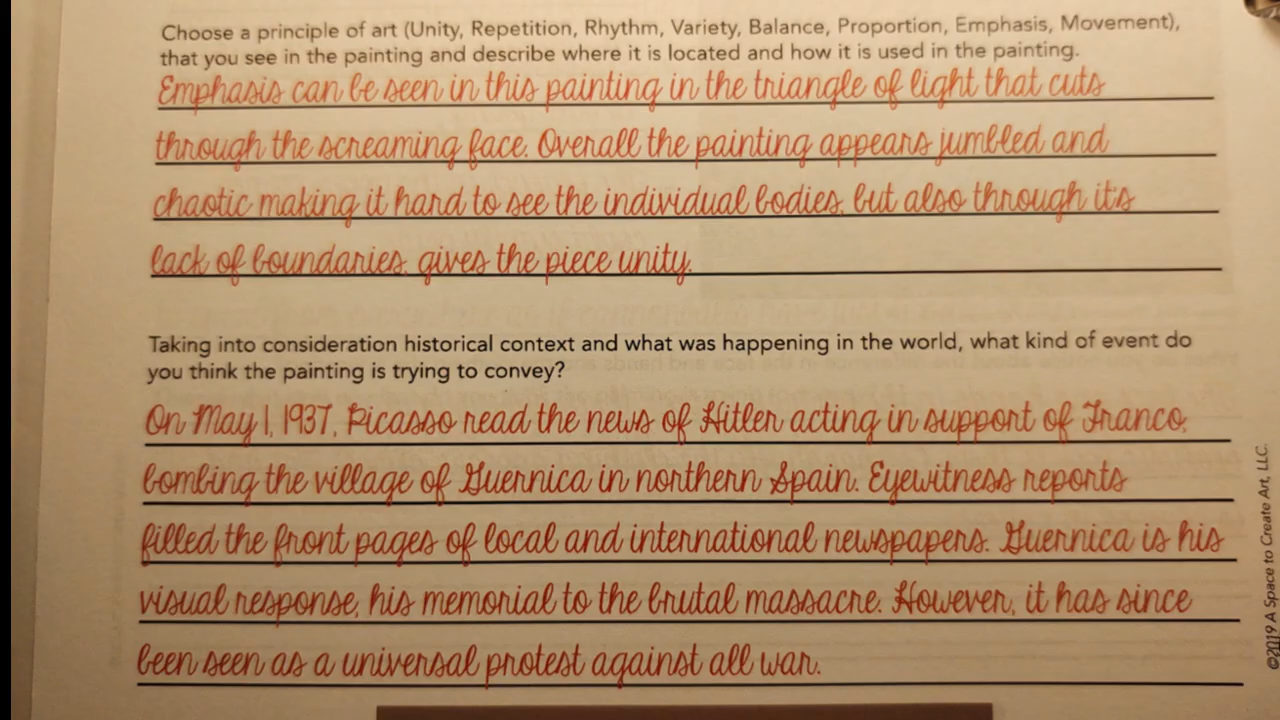 Choose a principle of art (Unity, Repetition, Rhythm, Variety, Balance, Proportion, Emphasis, Movement),
that you see in the painting and describe where it is located and how it is used in the painting.
Emphasis can be seen in this painting in the triangle of light that cuts
through the screaming face. Overall the painting appears jumbled and
chaotic making it hard to see the individual bodies, but also through it's
lack of boundaries, gives the piece unity.
Taking into consideration historical context and what was happening in the world, what kind of event do
you think the painting is trying to convey?
On May 1, 1937, Picasso read the news of Hitler acting in support of Franco,
bombing the village of Guernica in northern Spain. Eyewitness reports
filled the front pages of local and international newspapers. Guernica is his
visual response, his memorial to the brutal massacre. However, it has since
been seen as a universal protest against all war.
©2019 A Space to Create Art, LLC.